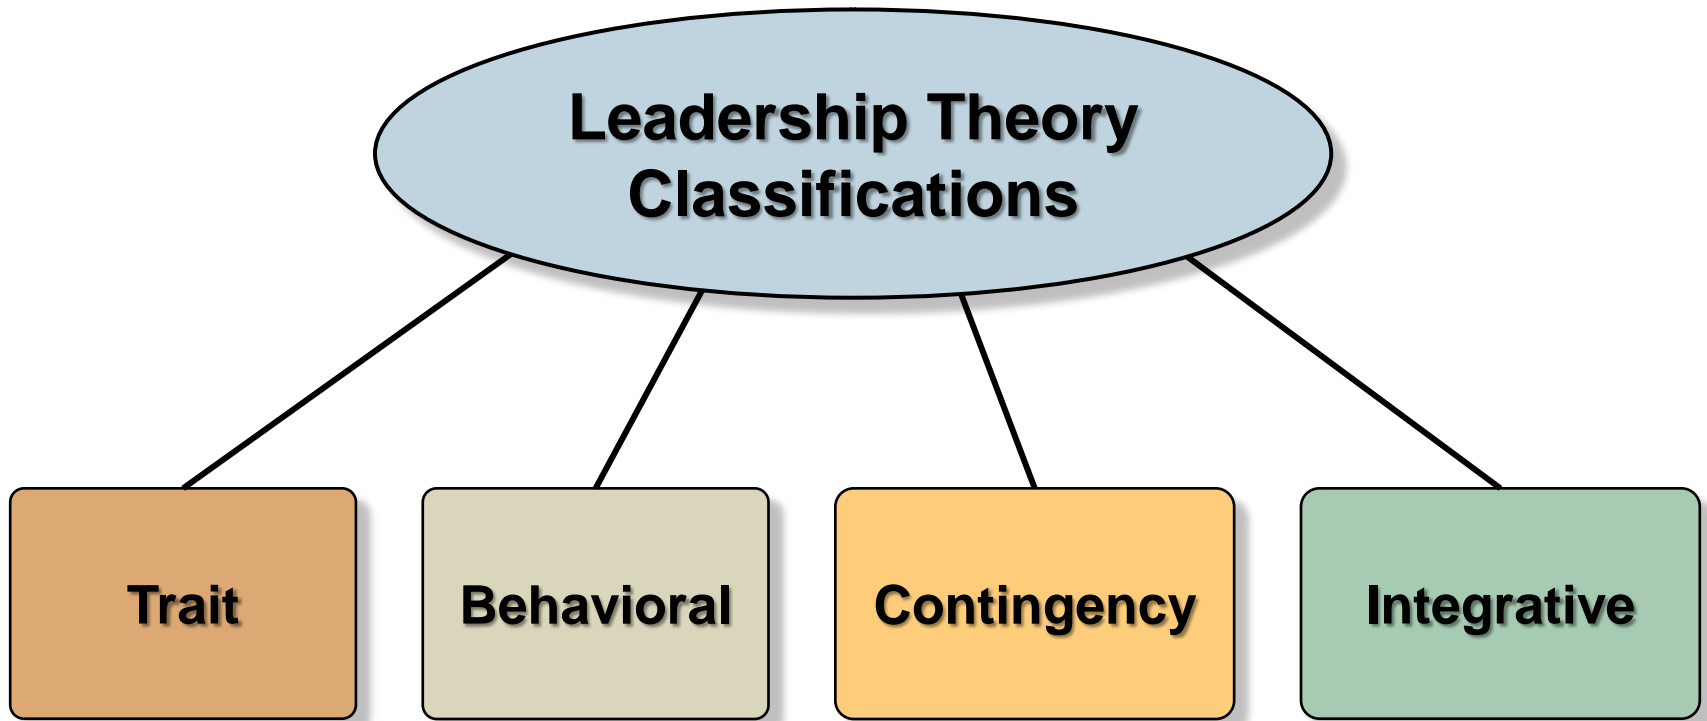 Leadership Theory
Classifications
Trait
Behavioral
Contingency
Integrative